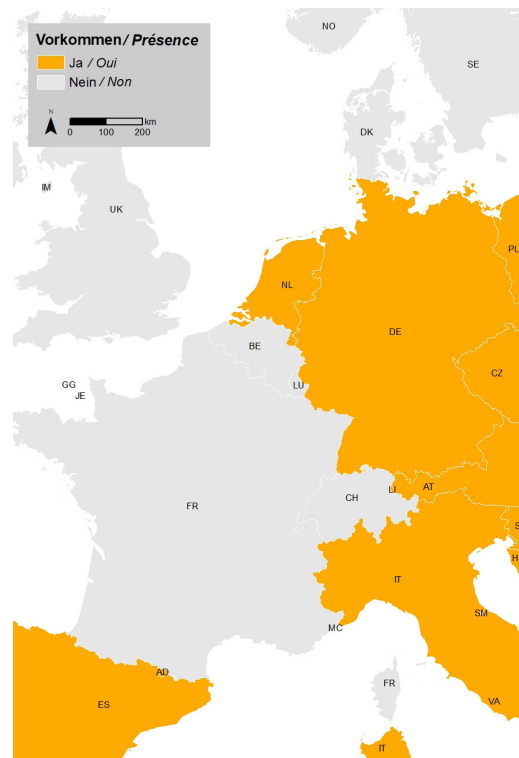 Vorkommen / Présence
Ja / Oui
Nein / Non
N
0 100 200 km
NO
SE
DK
IM
UK
PL
NL
DE
BE
CZ
LU
GG
JE
LI
AT
CH
FR
S
H
IT
SM
MC
AD
FR
ES
VA
IT